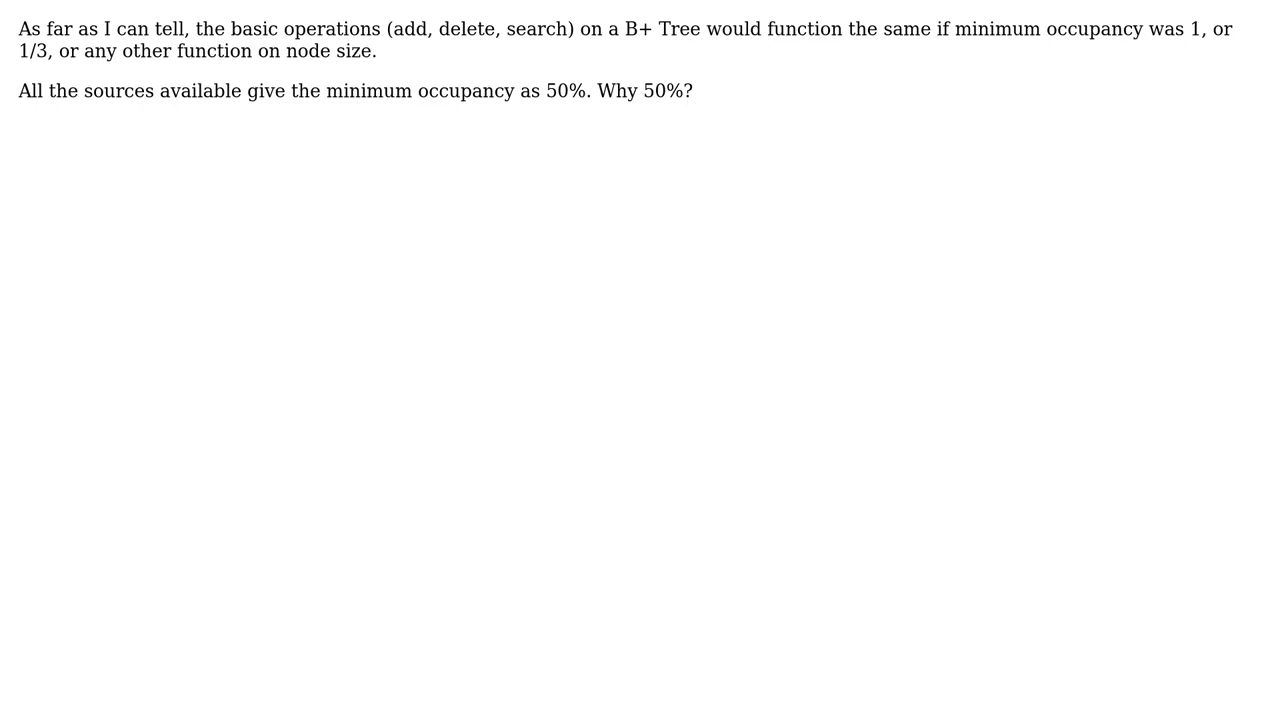 As far as I can tell, the basic operations (add, delete, search) on a B+ Tree would function the same if minimum occupancy was 1, or
1/3, or any other function on node size.
All the sources available give the minimum occupancy as 50%. Why 50%?